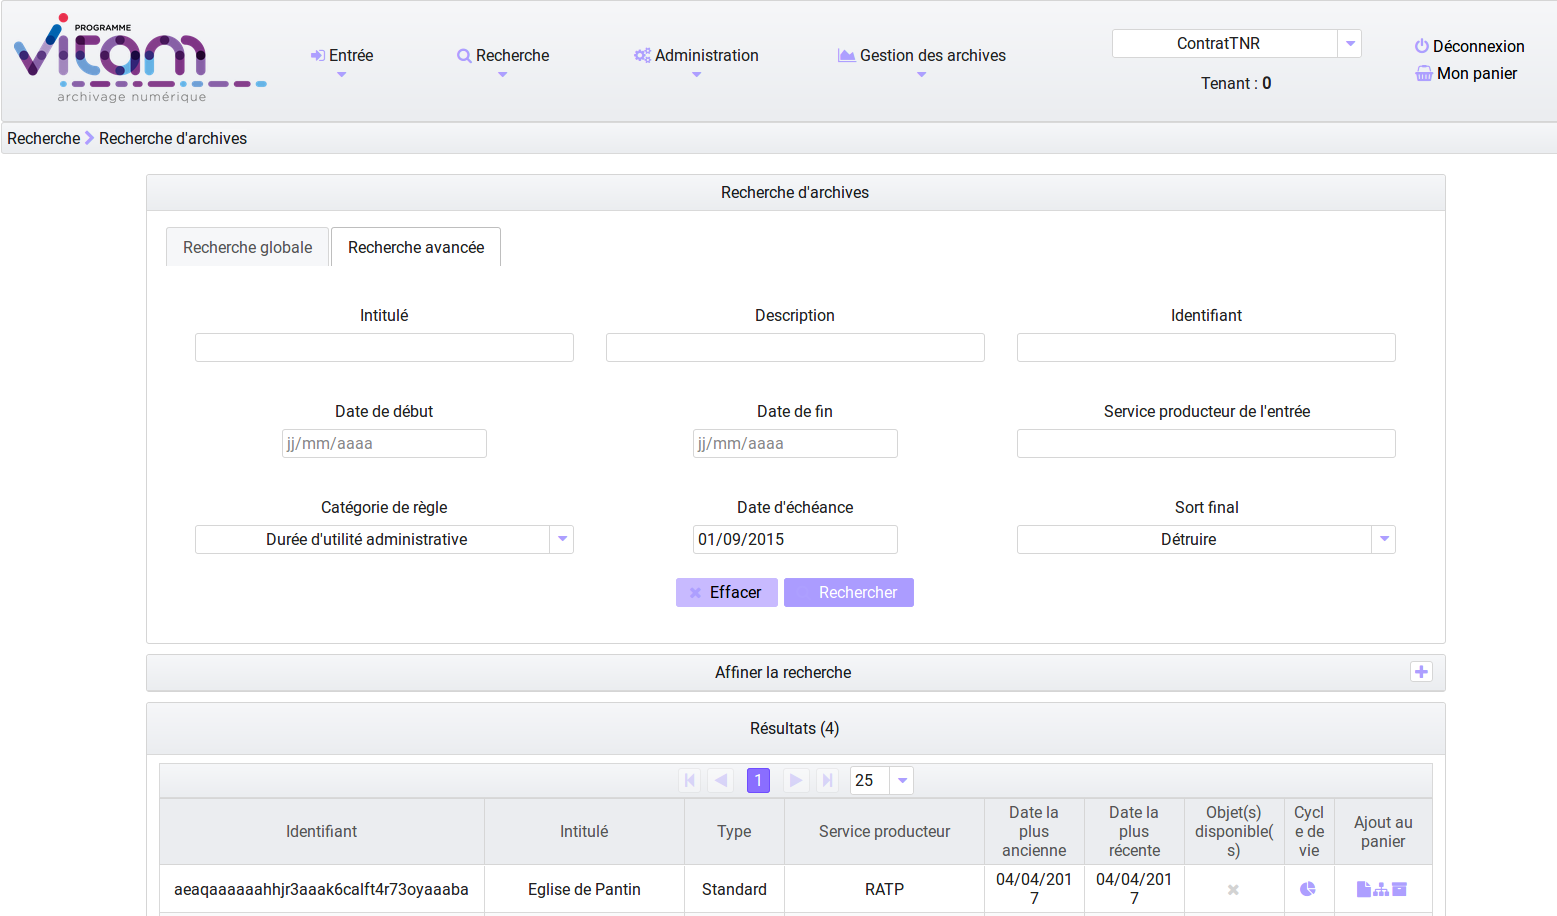 PROGRAMME
vitam
archivage numérique
Entrée
Recherche
Administration
Gestion des archives
ContratTNR
Tenant : 0
Déconnexion
Mon panier
Recherche Recherche d'archives
Recherche d'archives
Recherche globale
Recherche avancée
Intitulé
Description
Identifiant
Date de début
Date de fin
Service producteur de l'entrée
jj/mm/aaaa
jj/mm/aaaa
Catégorie de règle
Date d'échéance
Sort final
Durée d'utilité administrative
01/09/2015
Détruire
Effacer
Rechercher
Affiner la recherche
Résultats (4)
1
25
Identifiant
Intitulé
Type
Service producteur
Date la
plus
ancienne
Date la
plus
récente
Objet(s)
disponible(
s)
Cycl
e de
vie
Ajout au
panier
aeaqaaaaaahhjr3aaak6calft4r73oyaaaba
Eglise de Pantin
Standard
RATP
04/04/201
7
04/04/201
7